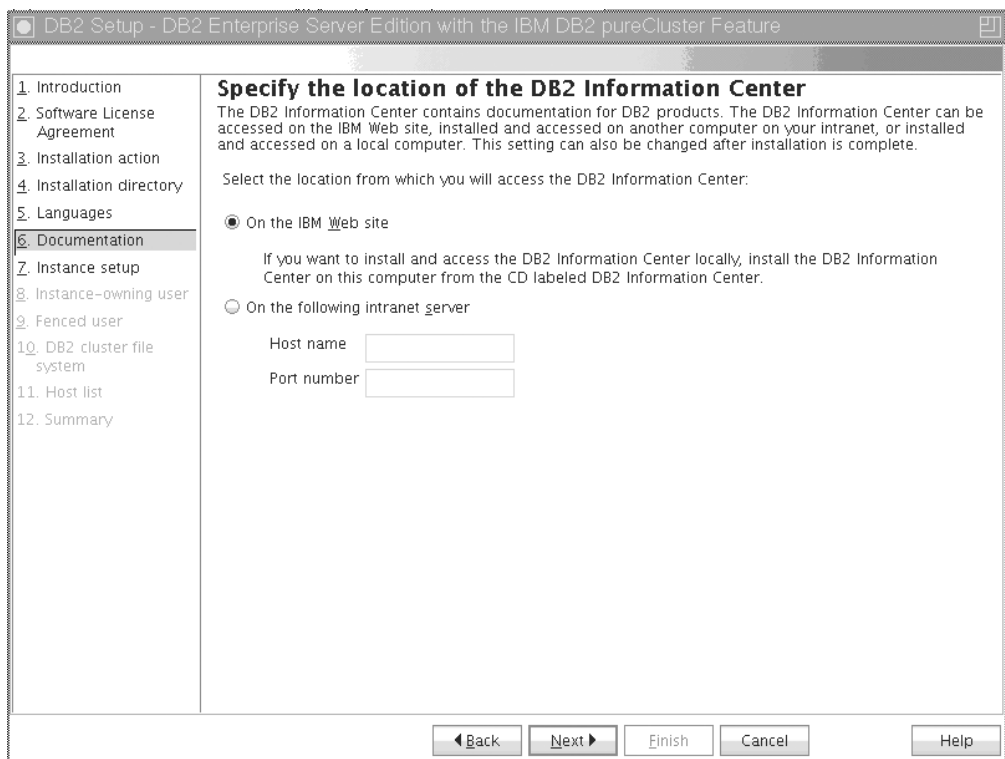 DB2 Setup - DB2 Enterprise Server Edition with the IBM DB2 pureCluster Feature
1. Introduction
2. Software License
Agreement
3. Installation action
4. Installation directory
5. Languages
6. Documentation
7. Instance setup
8. Instance-owning user
9. Fenced user
10. DB2 cluster file
system
11. Host list
12. Summary
Specify the location of the DB2 Information Center
The DB2 Information Center contains documentation for DB2 products. The DB2 Information Center can be
accessed on the IBM Web site, installed and accessed on another computer on your intranet, or installed
and accessed on a local computer. This setting can also be changed after installation is complete.
Select the location from which you will access the DB2 Information Center:
On the IBM Web site
If you want to install and access the DB2 Information Center locally, install the DB2 Information
Center on this computer from the CD labeled DB2 Information Center.
On the following intranet server
Host name
Port number
Back Next Finish Cancel Help